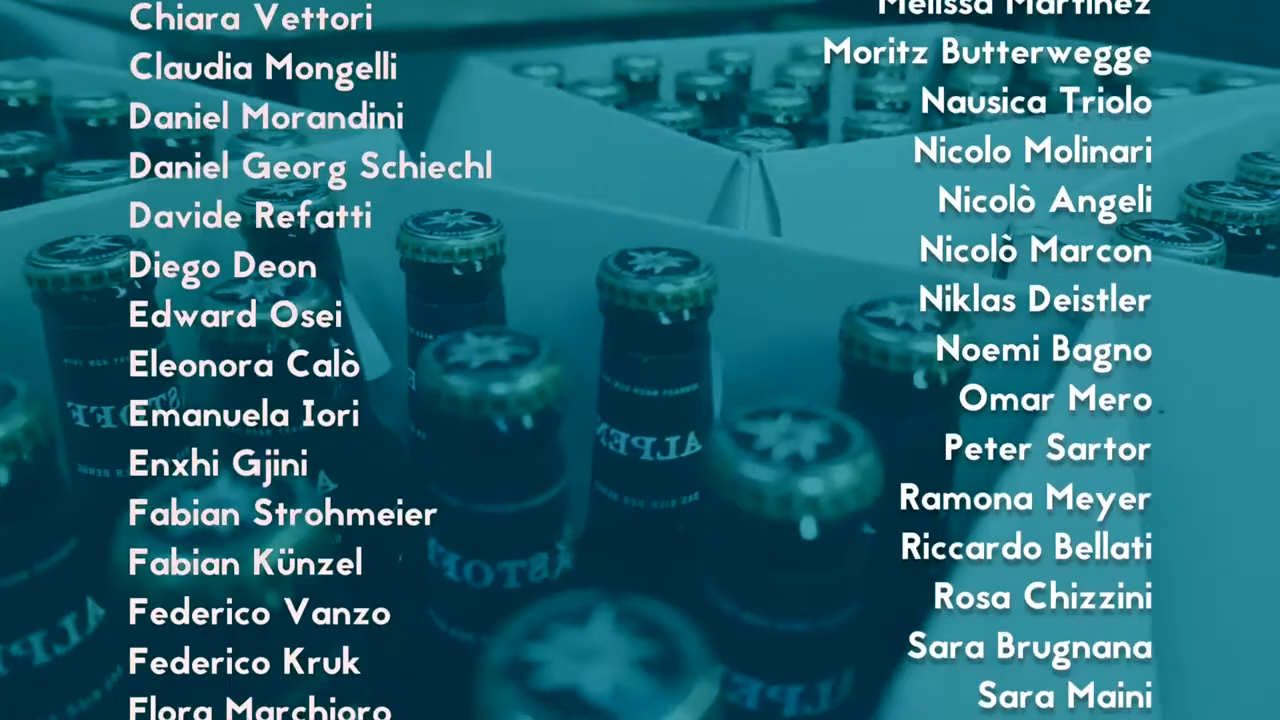 Chiara Vettori
Claudia Mongelli
Daniel Morandini
Daniel Georg Schiechl
Davide Refatti
Diego Deon
Edward Osei
Eleonora Calò
Emanuela Iori
Enxhi Gjini
Fabian Strohmeier
Fabian Künzel
Federico Vanzo
Federico Kruk
Flora Marchioro
Melissa Martinez
Moritz Butterwegge
Nausica Triolo
Nicolo Molinari
Nicolò Angeli
Nicolò Marcon
Niklas Deistler
Noemi Bagno
Omar Mero
Peter Sartor
Ramona Meyer
Riccardo Bellati
Rosa Chizzini
Sara Brugnana
Sara Maini